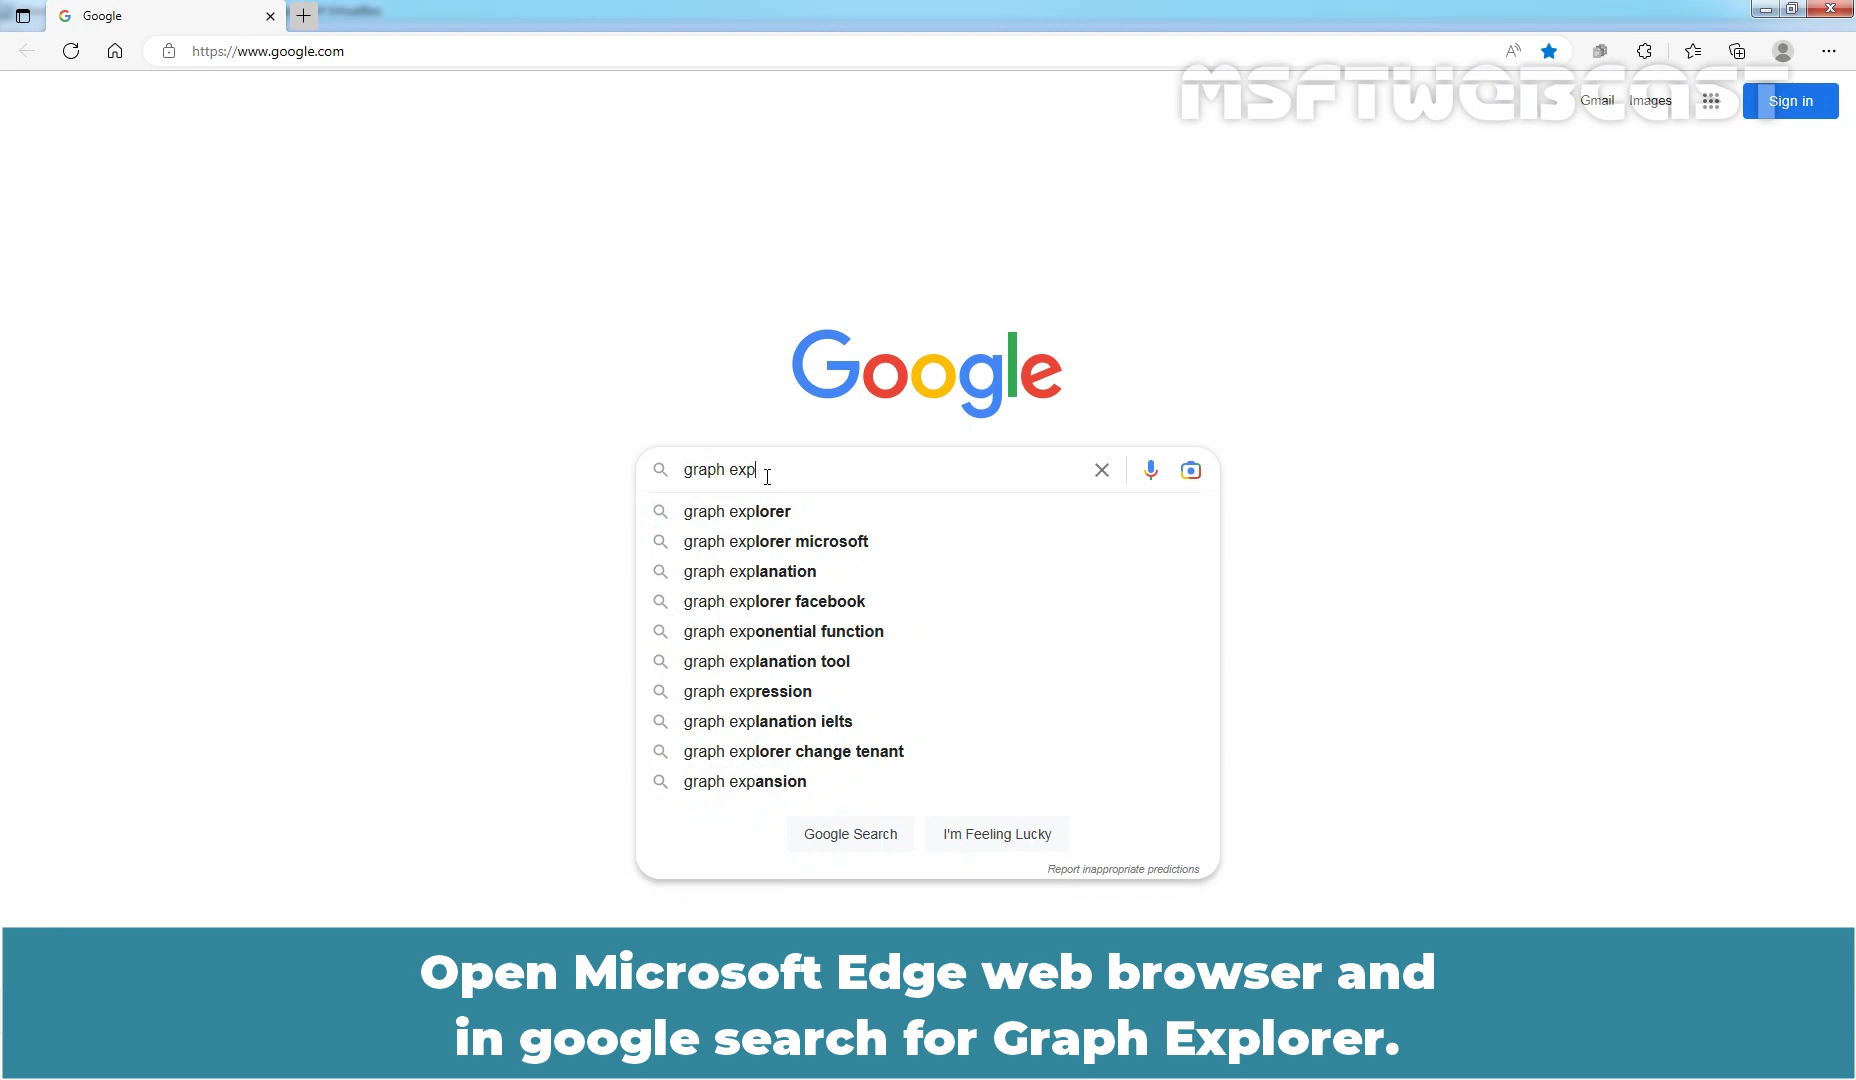 Google
https://www.google.com
MSFTWEBCAST
Gmail Images Sign in
Google
graph exp
graph explorer
graph explorer microsoft
graph explanation
graph explorer facebook
graph exponential function
graph explanation tool
graph expression
graph explanation ielts
graph explorer change tenant
graph expansion
Google Search I'm Feeling Lucky
Report inappropriate predictions
Open Microsoft Edge web browser and
in google search for Graph Explorer.